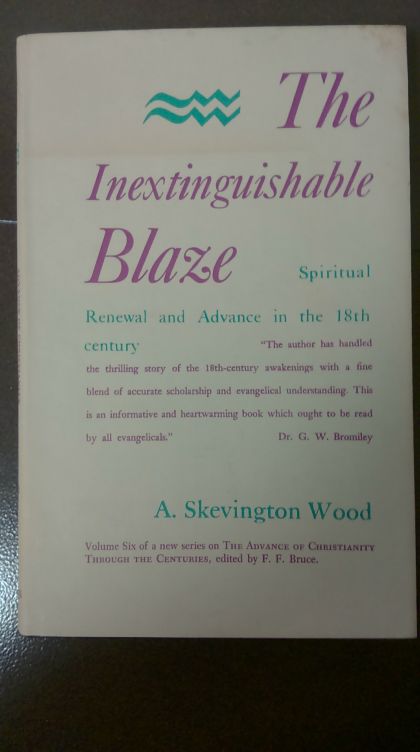 The
Inextinguishable
Blaze Spiritual
Renewal and Advance in the 18th
century "The author has handled
the thrilling story of the 18th-century awakenings with a fine
blend of accurate scholarship and evangelical understanding. This
is an informative and heartwarming book which ought to be read
by all evangelicals." Dr. G. W. Bromiley
A. Skevington Wood
Volume Six of a new series on THE ADVANCE OF CHRISTIANITY
THROUGH THE CENTURIES, edited by F. F. Bruce.